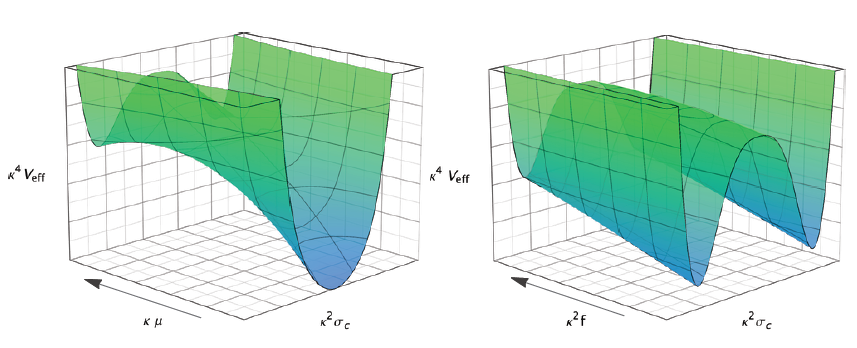 κ⁴ V_eff
κ μ
κ² σ_c
κ⁴ V_eff
κ² f
κ² σ_c